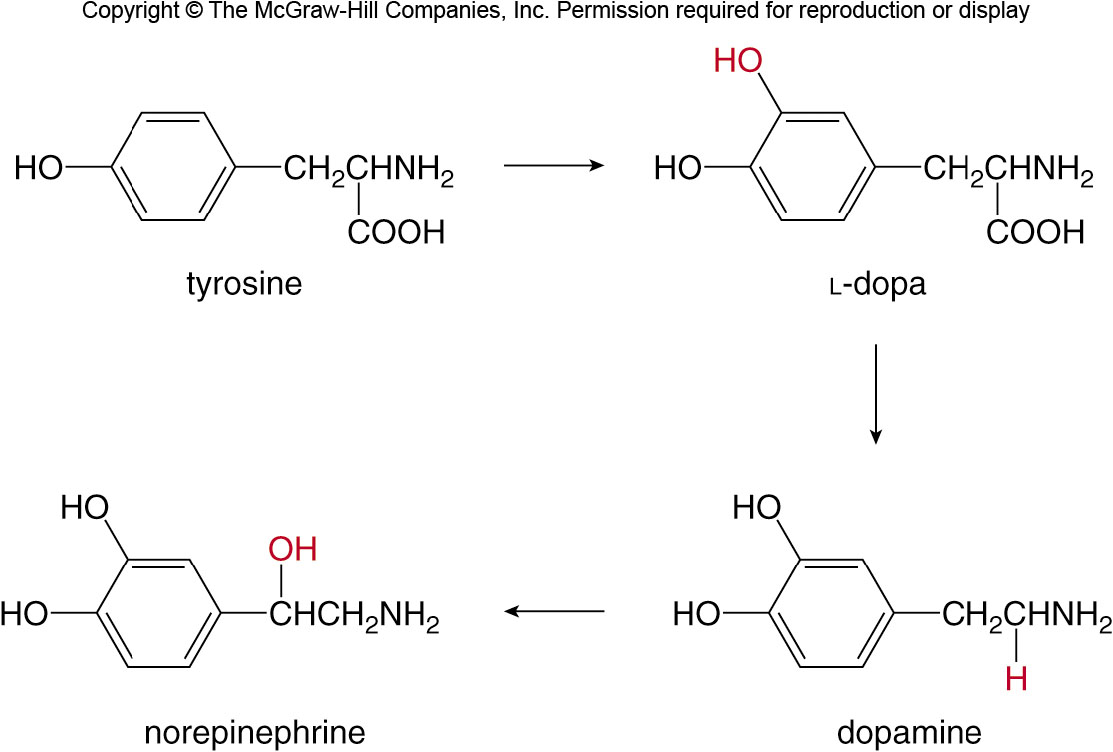 Copyright © The McGraw-Hill Companies, Inc. Permission required for reproduction or display
HO CH₂CHNH₂
COOH
tyrosine
HO
HO CH₂CHNH₂
COOH
L-dopa
HO
OH
HO CHCH₂NH₂
norepinephrine
HO
HO CH₂CHNH₂
H
dopamine